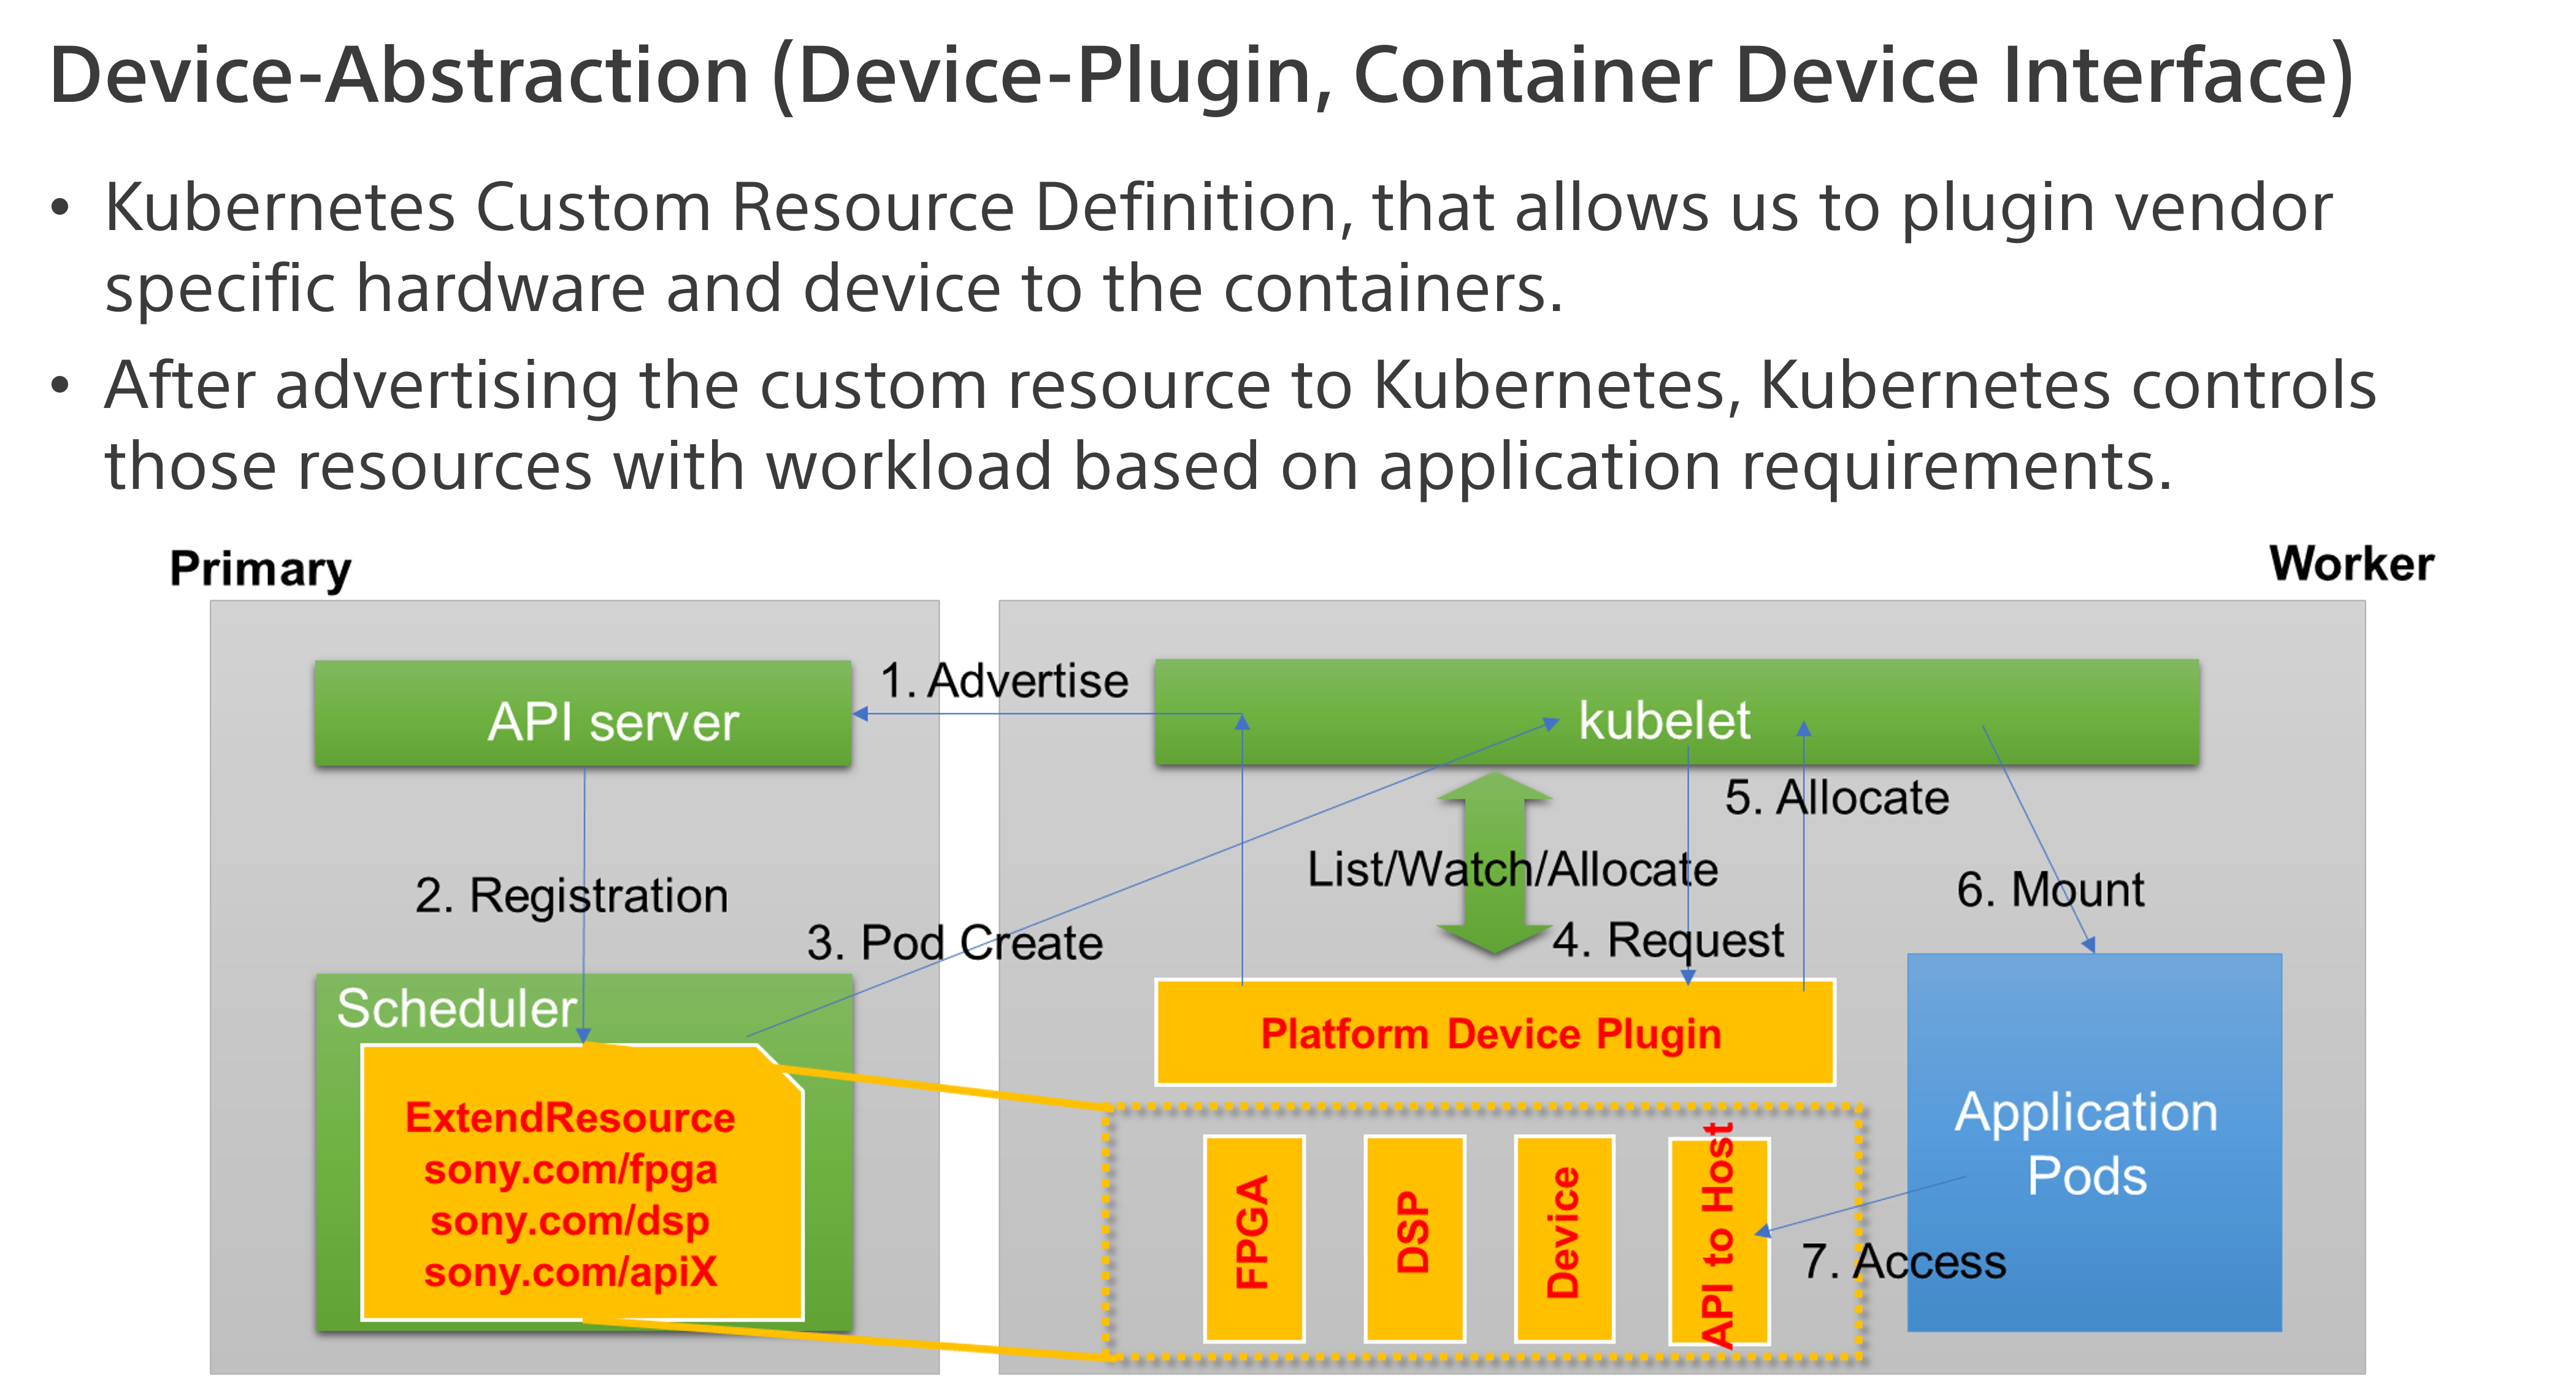 Device-Abstraction (Device-Plugin, Container Device Interface)
• Kubernetes Custom Resource Definition, that allows us to plugin vendor
specific hardware and device to the containers.
• After advertising the custom resource to Kubernetes, Kubernetes controls
those resources with workload based on application requirements.
Primary
Worker
API server
1. Advertise
kubelet
5. Allocate
List/Watch/Allocate
2. Registration
6. Mount
3. Pod Create
4. Request
Scheduler
Platform Device Plugin
ExtendResource
sony.com/fpga
sony.com/dsp
sony.com/apiX
FPGA
DSP
Device
API to Host
Application
Pods
7. Access